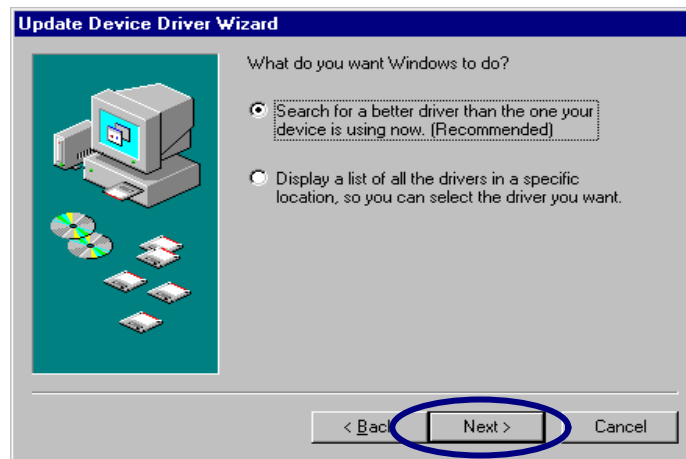 Update Device Driver Wizard
What do you want Windows to do?
Search for a better driver than the one your
device is using now. (Recommended)
Display a list of all the drivers in a specific
location, so you can select the driver you want.
< Back Next > Cancel